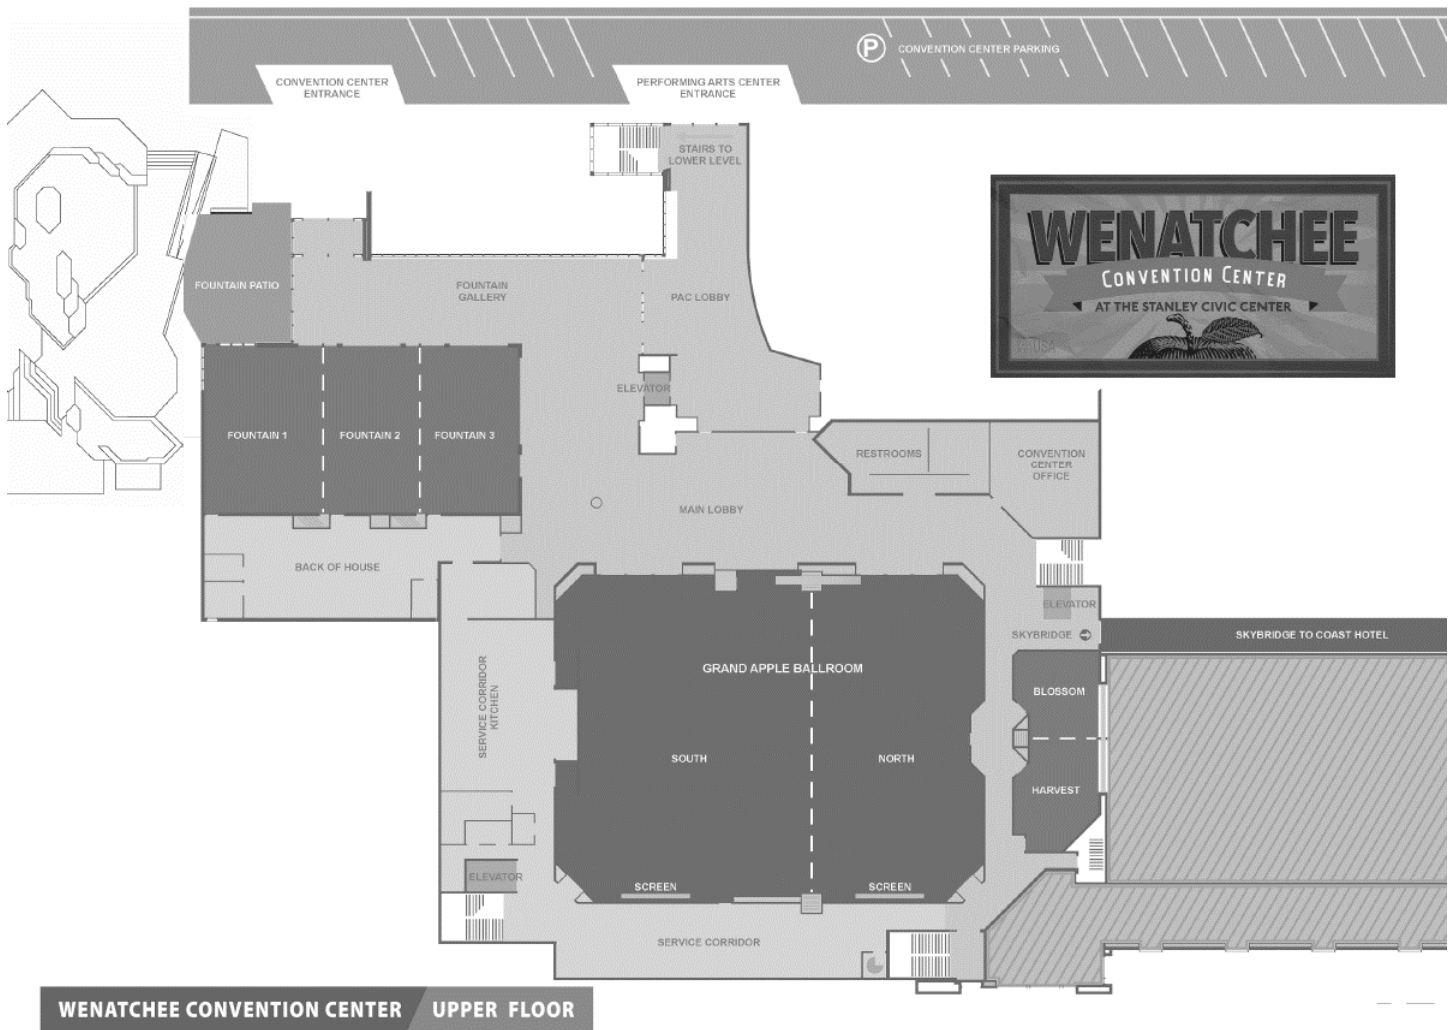 CONVENTION CENTER PARKING
P
CONVENTION CENTER
ENTRANCE
PERFORMING ARTS CENTER
ENTRANCE
STAIRS TO
LOWER LEVEL
WENATCHEE
CONVENTION CENTER
AT THE STANLEY CIVIC CENTER
FOUNTAIN PATIO
FOUNTAIN
GALLERY
PAC LOBBY
ELEVATOR
FOUNTAIN 1
FOUNTAIN 2
FOUNTAIN 3
RESTROOMS
CONVENTION
CENTER
OFFICE
MAIN LOBBY
BACK OF HOUSE
ELEVATOR
SKYBRIDGE
SKYBRIDGE TO COAST HOTEL
GRAND APPLE BALLROOM
BLOSSOM
SERVICE CORRIDOR
KITCHEN
SOUTH
NORTH
HARVEST
ELEVATOR
SCREEN
SCREEN
SERVICE CORRIDOR
WENATCHEE CONVENTION CENTER
UPPER FLOOR